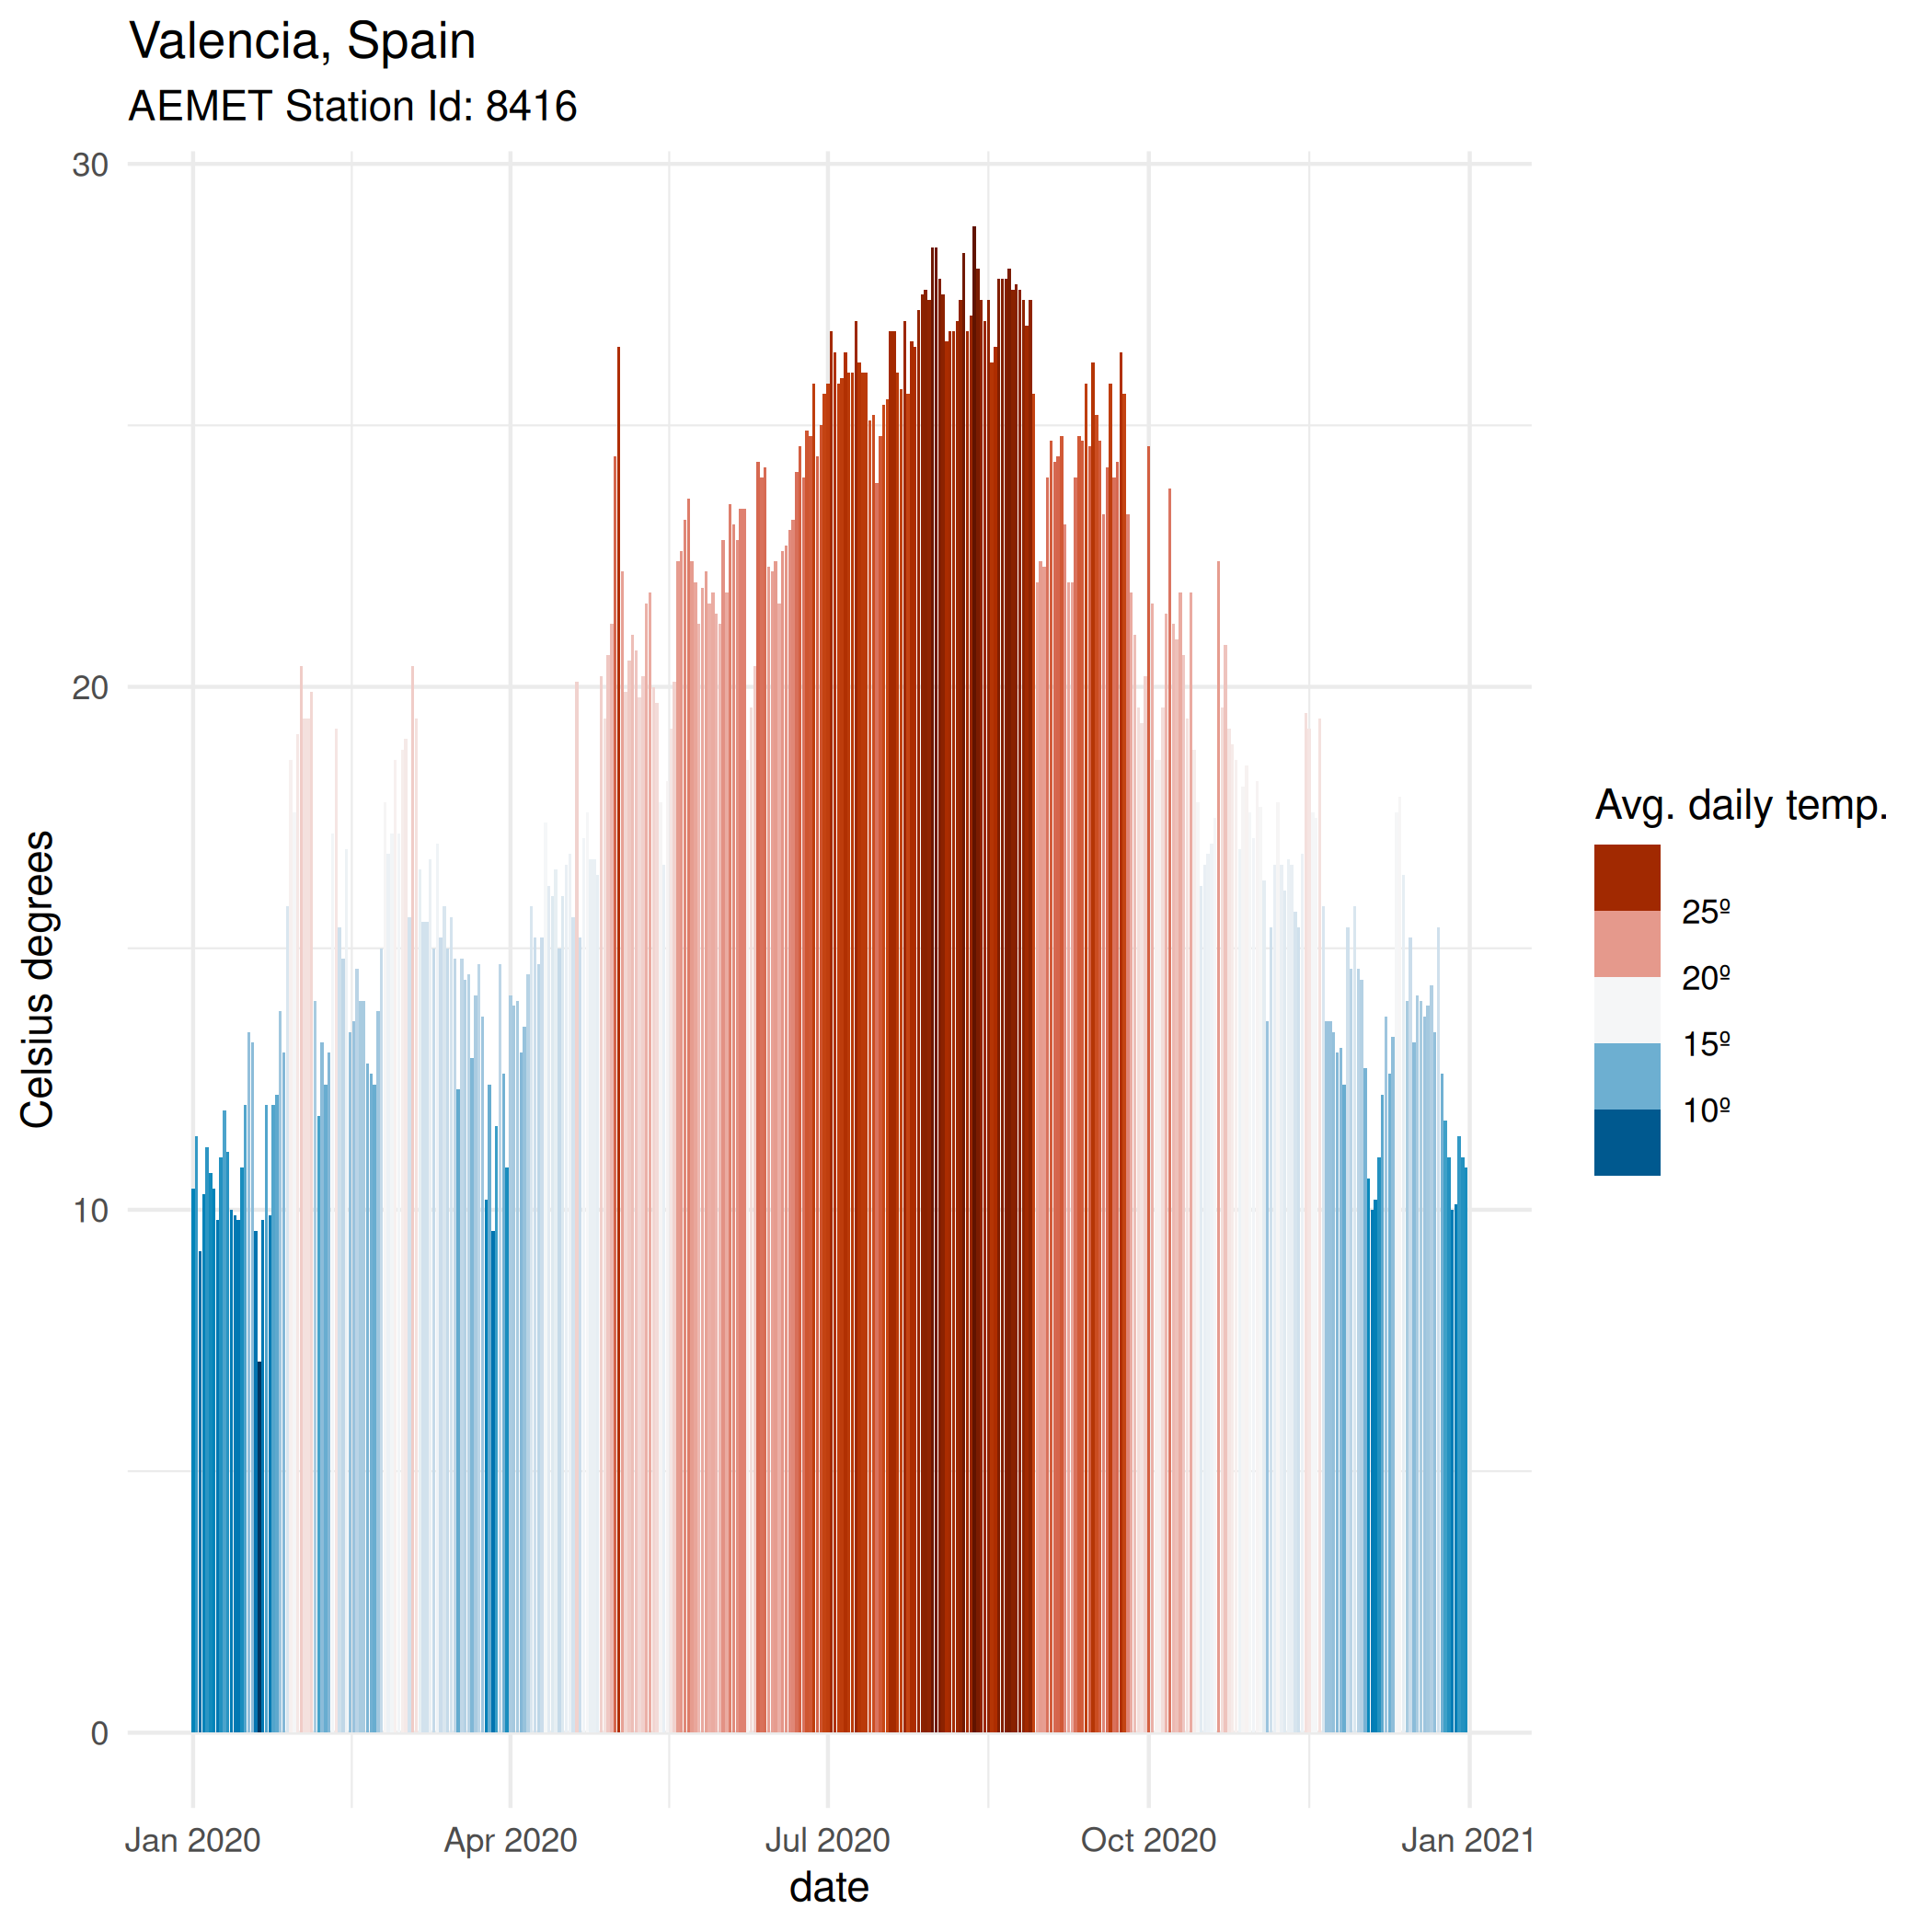 Valencia, Spain
AEMET Station Id: 8416
30
20
10
0
Celsius degrees
Jan 2020
Apr 2020
Jul 2020
Oct 2020
Jan 2021
date
Avg. daily temp.
25º
20º
15º
10º